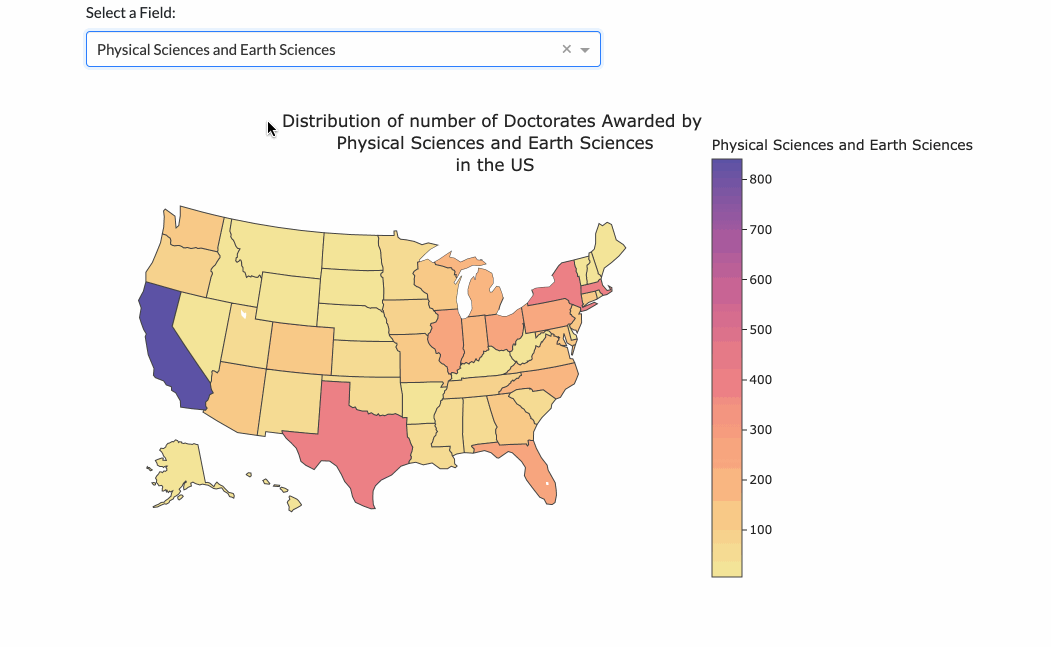 Select a Field:
Physical Sciences and Earth Sciences
Distribution of number of Doctorates Awarded by
Physical Sciences and Earth Sciences
in the US
Physical Sciences and Earth Sciences
800
700
600
500
400
300
200
100